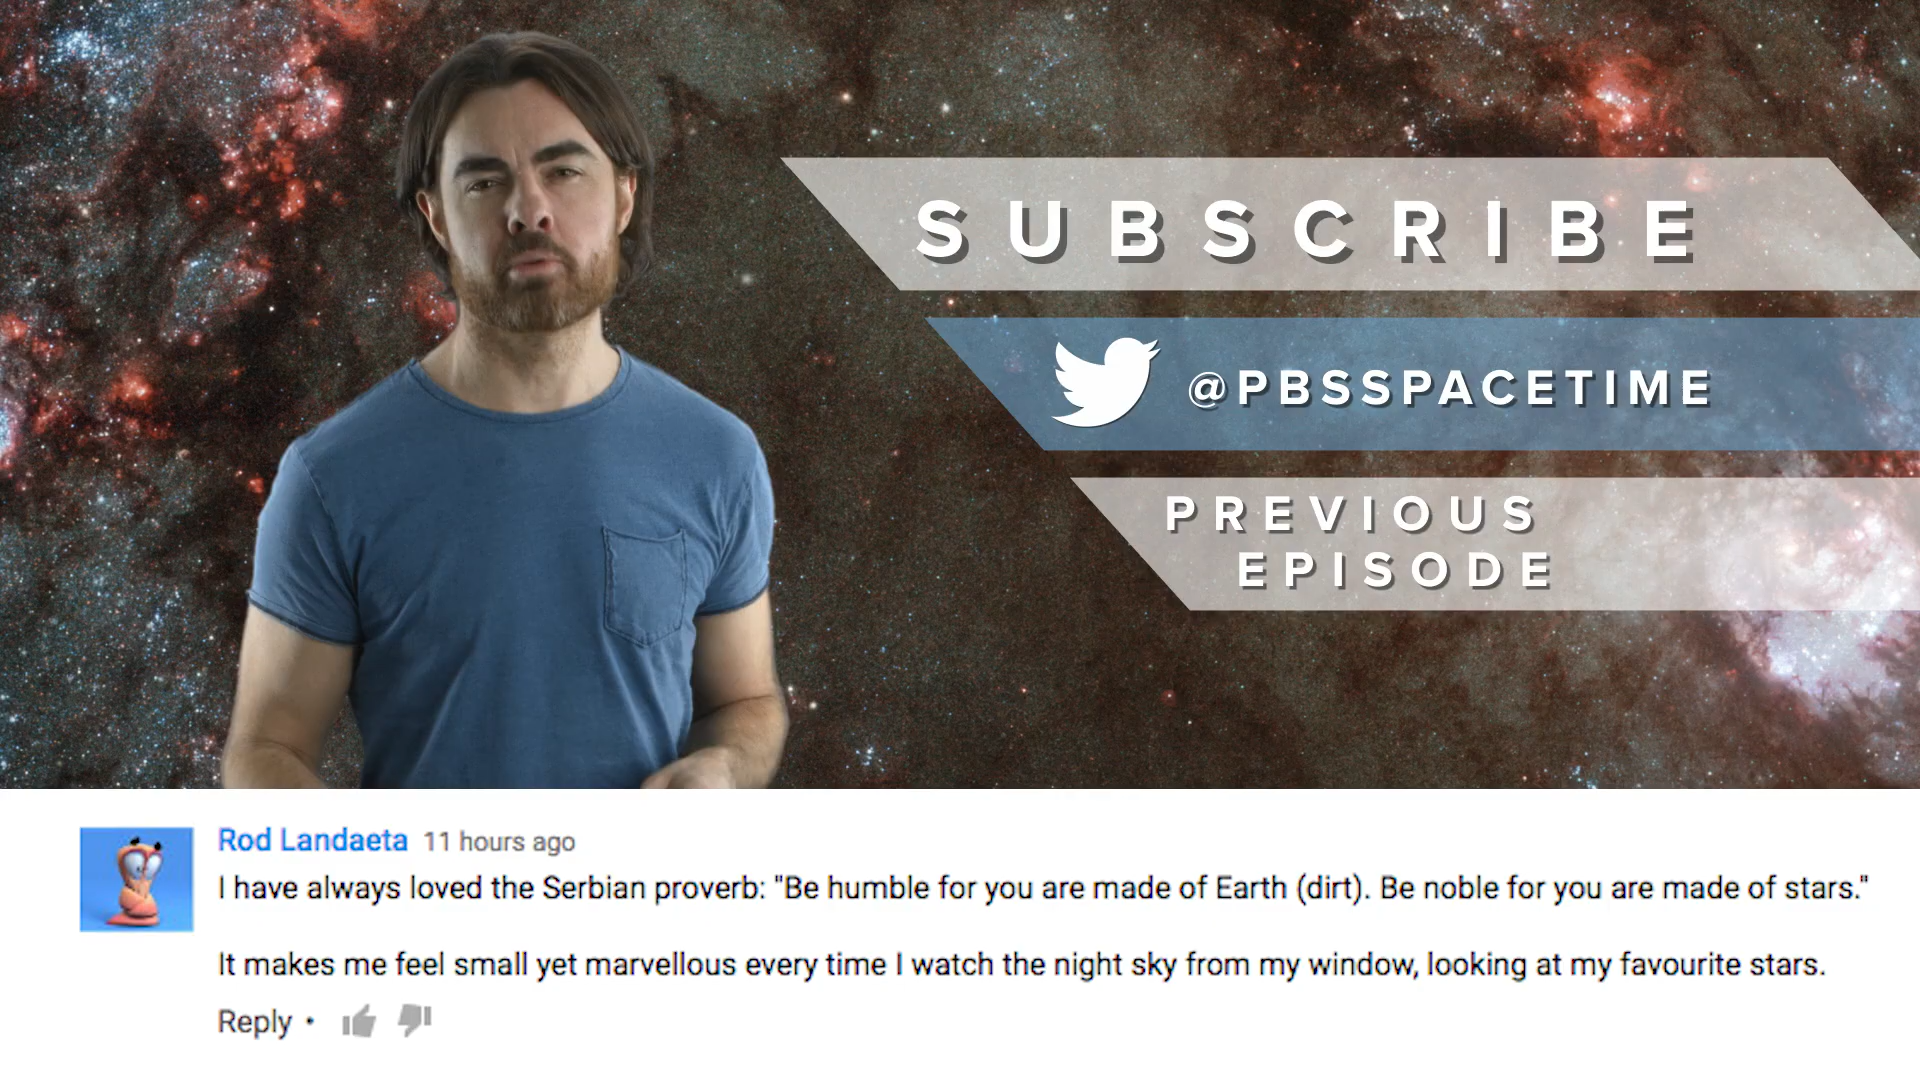 SUBSCRIBE
@PBSSPACETIME
PREVIOUS
EPISODE
Rod Landaeta 11 hours ago
I have always loved the Serbian proverb: "Be humble for you are made of Earth (dirt). Be noble for you are made of stars."
It makes me feel small yet marvellous every time I watch the night sky from my window, looking at my favourite stars.
Reply •